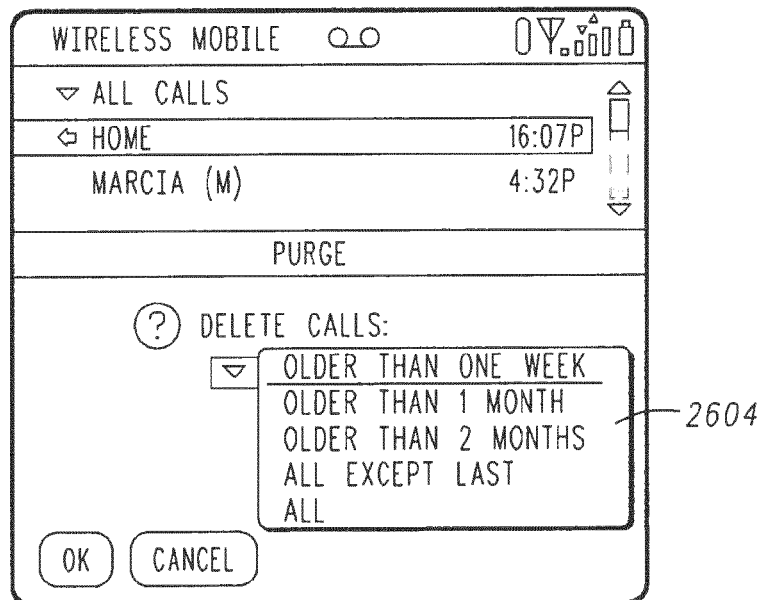 WIRELESS MOBILE
ALL CALLS
HOME 16:07P
MARCIA (M) 4:32P
PURGE
? DELETE CALLS:
OLDER THAN ONE WEEK
OLDER THAN 1 MONTH
OLDER THAN 2 MONTHS
ALL EXCEPT LAST
ALL
2604
OK CANCEL